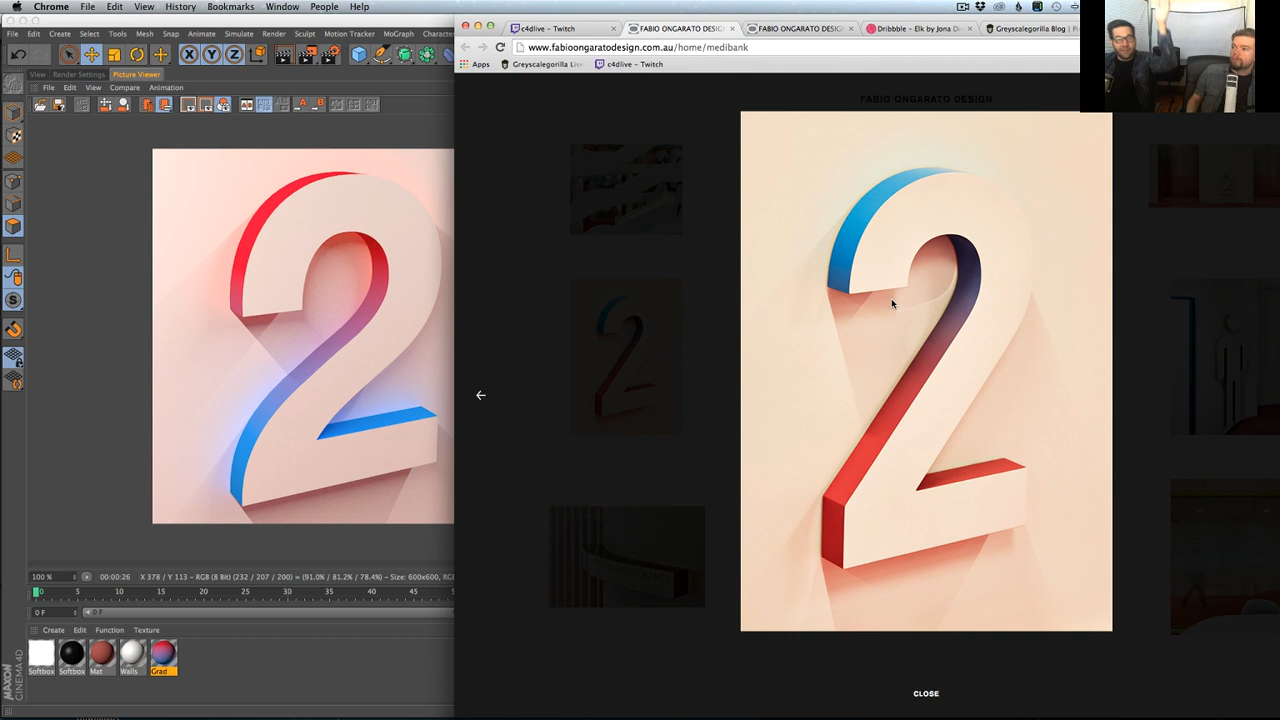 Chrome File Edit View History Bookmarks Window People Help
File Edit Create Select Tools Mesh Snap Animate Simulate Render Sculpt Motion Tracker MoGraph Character
X Y Z
View Render Settings Picture Viewer
File Edit View Compare Animation
c4dlive - Twitch
FABIO ONGARATO DESIGN
FABIO ONGARATO DESIGN
Dribbble - Elk by Jona D
Greyscalegorilla Blog | P
www.fabioongaratodesign.com.au/home/medibank
Apps Greyscalegorilla Liv c4dlive - Twitch
FABIO ONGARATO DESIGN
2
2
100 % 00:00:26 X 378 / Y 113 - RGB (8 Bit) (232 / 207 / 200) = (91.0% / 81.2% / 78.4%) - Size: 600x600, RGB
0 5 10 15 20 25 30 35 40 45
0 F 0 F
Create Edit Function Texture
Softbox Softbox Mat Walls Grad
MAXON CINEMA 4D
CLOSE